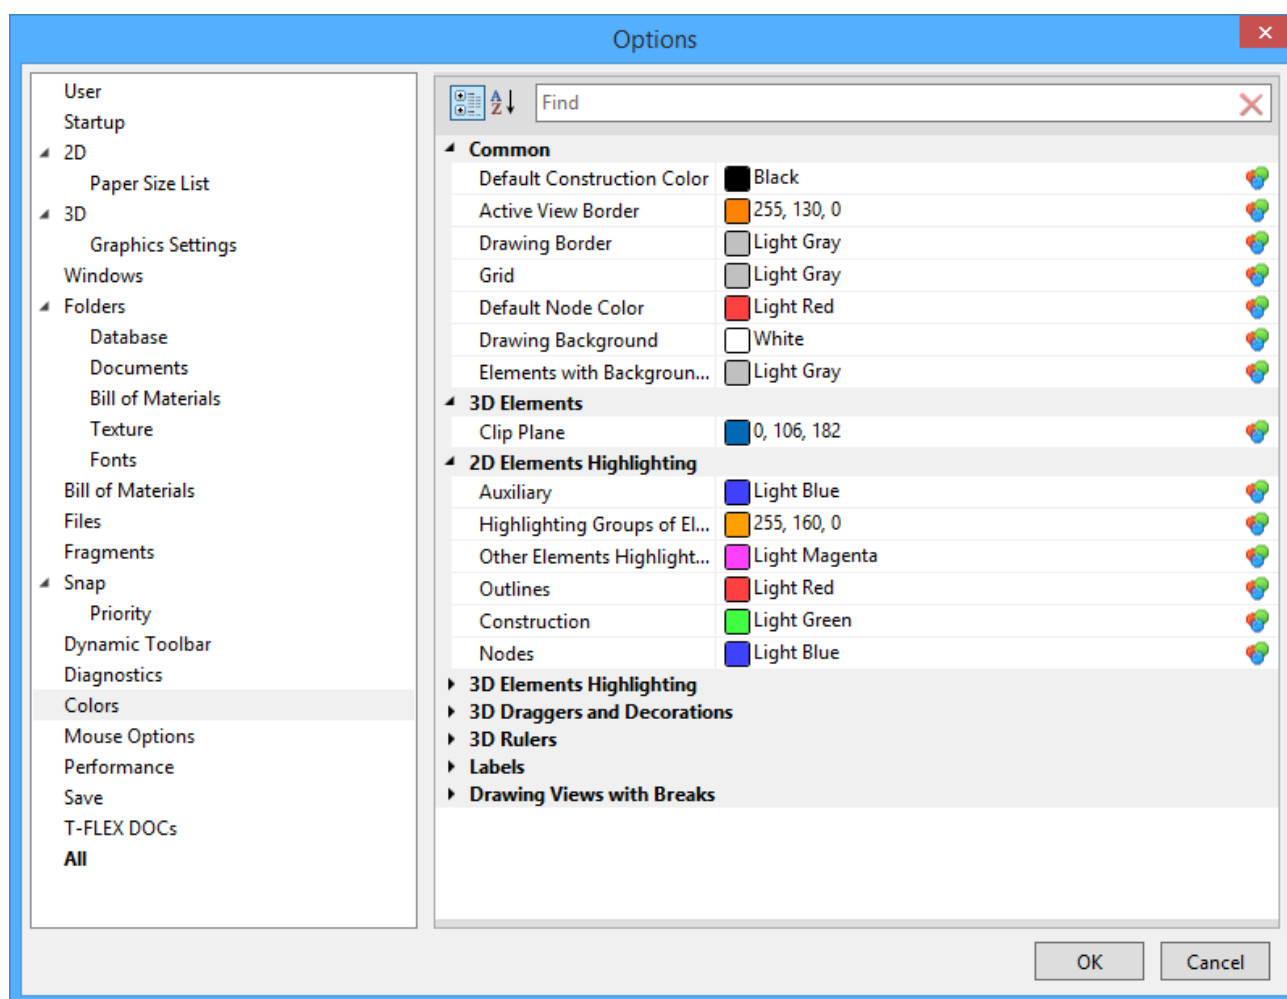 Options
User
Startup
2D
Paper Size List
3D
Graphics Settings
Windows
Folders
Database
Documents
Bill of Materials
Texture
Fonts
Bill of Materials
Files
Fragments
Snap
Priority
Dynamic Toolbar
Diagnostics
Colors
Mouse Options
Performance
Save
T-FLEX DOCs
All
AZ Find
Common
Default Construction Color Black
Active View Border 255, 130, 0
Drawing Border Light Gray
Grid Light Gray
Default Node Color Light Red
Drawing Background White
Elements with Backgroun... Light Gray
3D Elements
Clip Plane 0, 106, 182
2D Elements Highlighting
Auxiliary Light Blue
Highlighting Groups of El... 255, 160, 0
Other Elements Highlight... Light Magenta
Outlines Light Red
Construction Light Green
Nodes Light Blue
3D Elements Highlighting
3D Draggers and Decorations
3D Rulers
Labels
Drawing Views with Breaks
OK Cancel